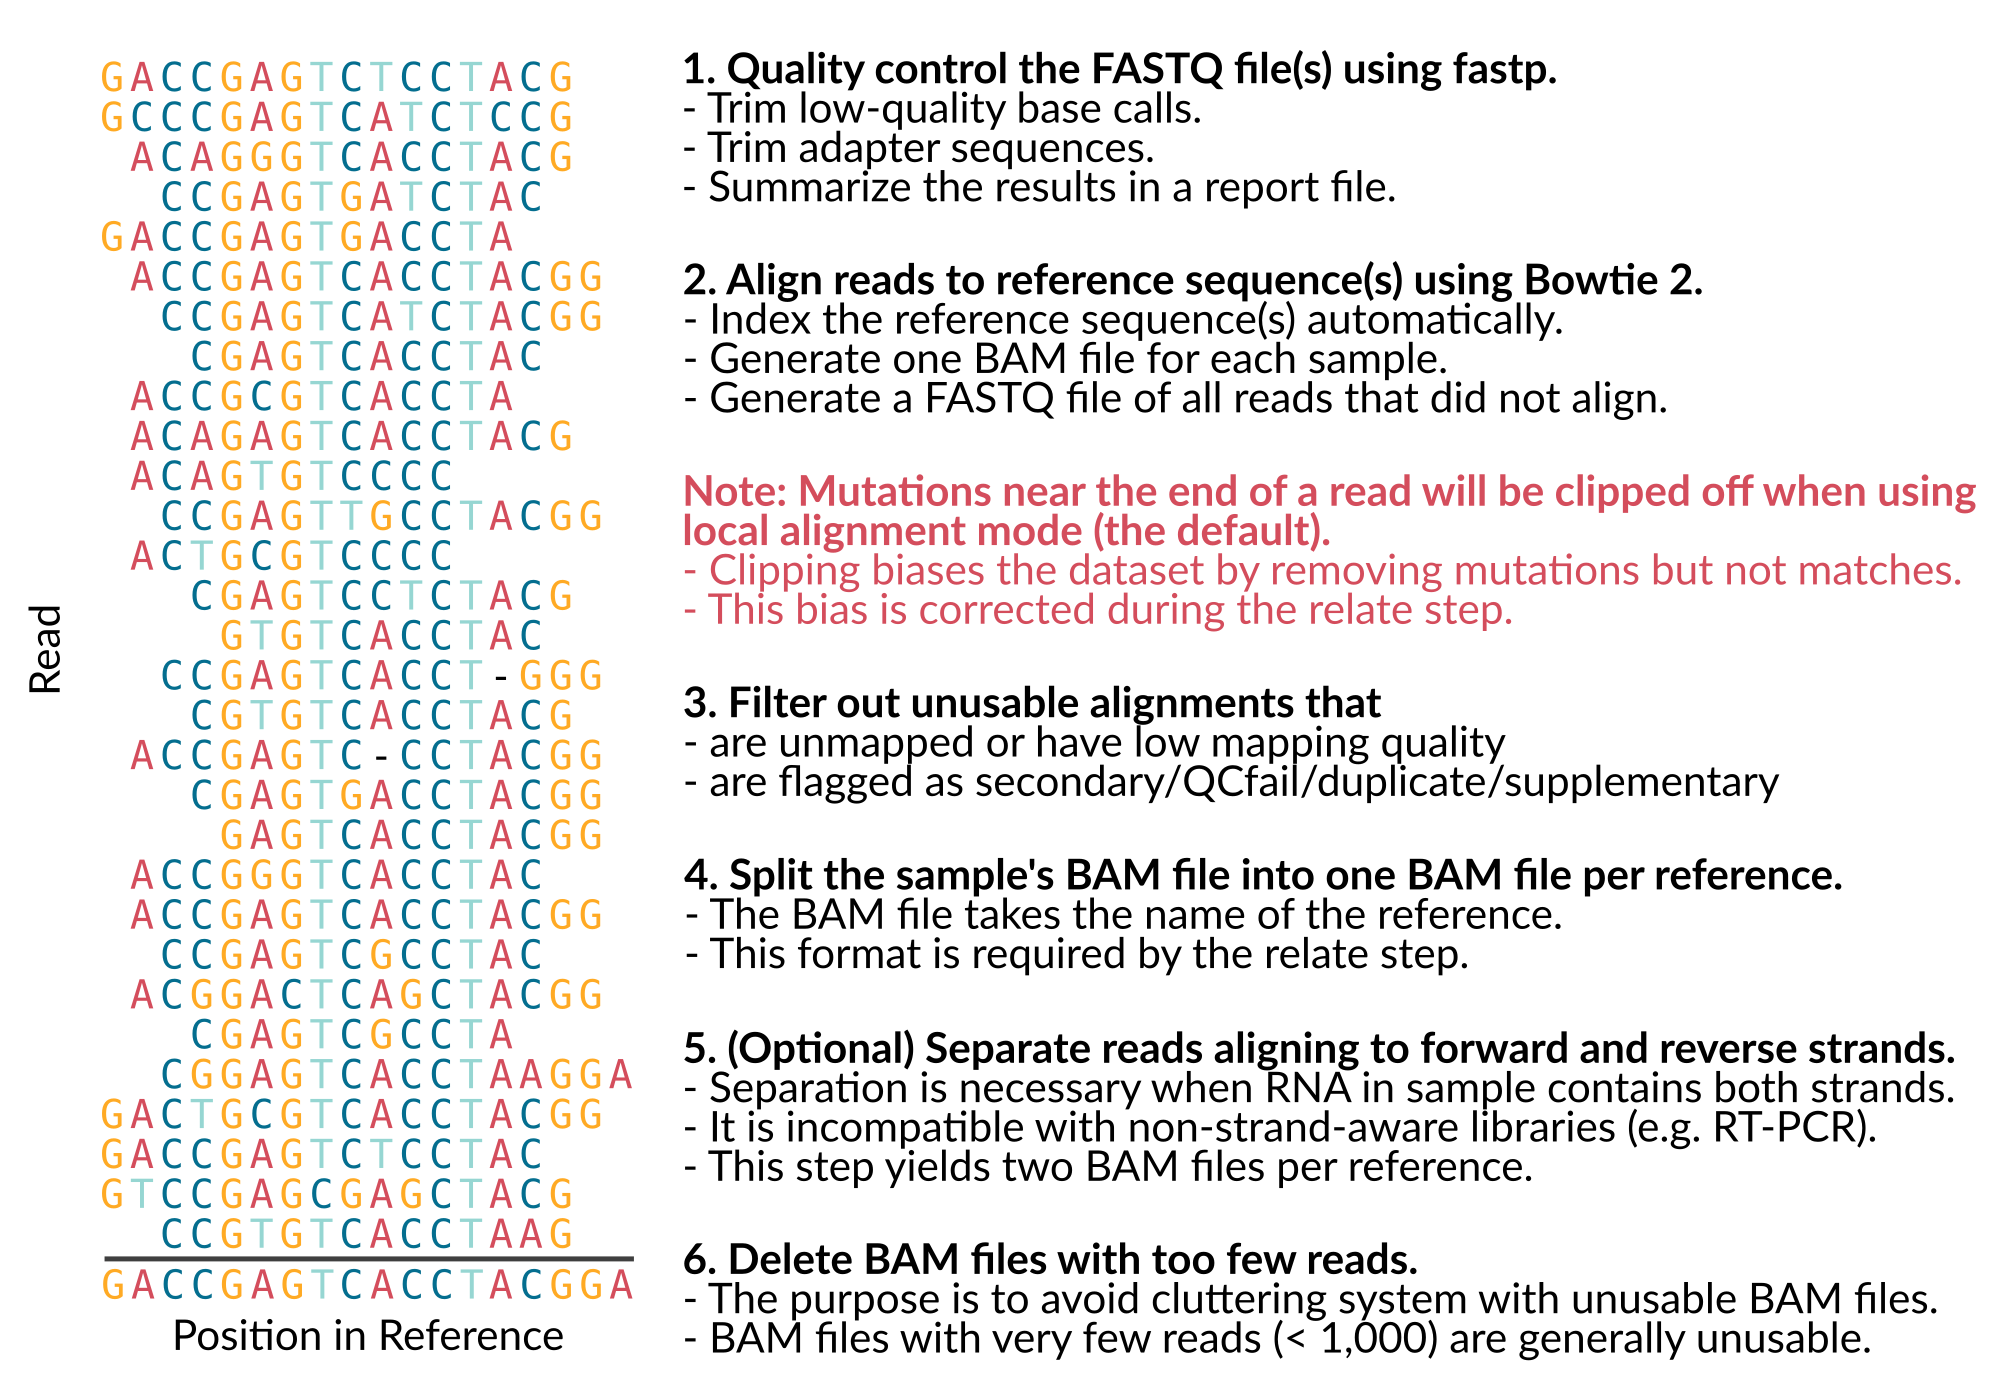 GACCGAGTCTCCTACG
GCCCGAGTCATCTCCG
ACAGGGTCACCTACG
CCGAGTGATCTAC
GACCGAGTGACCTA
ACCGAGTCACCTACGG
CCGAGTCATCTACGG
CGAGTCACCTAC
ACCGCGTCACCTA
ACAGAGTCACCTACG
ACAGTGTCCCC
CCGAGTTGCCTACGG
ACTGCGTCCCC
CGAGTCCTCTACG
GTGTCACCTAC
CCGAGTCACCT-GGG
CGTGTCACCTACG
ACCGAGTC-CCTACGG
CGAGTGACCTACGG
GAGTCACCTACGG
ACCGGGTCACCTAC
ACCGAGTCACCTACGG
CCGAGTCGCCTAC
ACGGACTCAGCTACGG
CGAGTCGCCTA
CGGAGTCACCTAAGGA
GACTGCGTCACCTACGG
GACCGAGTCTCCTAC
GTCCGAGCGAGCTACG
CCGTGTCACCTAAG
GACCGAGTCACCTACGGA
Read
Position in Reference
1. Quality control the FASTQ file(s) using fastp.
- Trim low-quality base calls.
- Trim adapter sequences.
- Summarize the results in a report file.
2. Align reads to reference sequence(s) using Bowtie 2.
- Index the reference sequence(s) automatically.
- Generate one BAM file for each sample.
- Generate a FASTQ file of all reads that did not align.
Note: Mutations near the end of a read will be clipped off when using
local alignment mode (the default).
- Clipping biases the dataset by removing mutations but not matches.
- This bias is corrected during the relate step.
3. Filter out unusable alignments that
- are unmapped or have low mapping quality
- are flagged as secondary/QCfail/duplicate/supplementary
4. Split the sample's BAM file into one BAM file per reference.
- The BAM file takes the name of the reference.
- This format is required by the relate step.
5. (Optional) Separate reads aligning to forward and reverse strands.
- Separation is necessary when RNA in sample contains both strands.
- It is incompatible with non-strand-aware libraries (e.g. RT-PCR).
- This step yields two BAM files per reference.
6. Delete BAM files with too few reads.
- The purpose is to avoid cluttering system with unusable BAM files.
- BAM files with very few reads (< 1,000) are generally unusable.